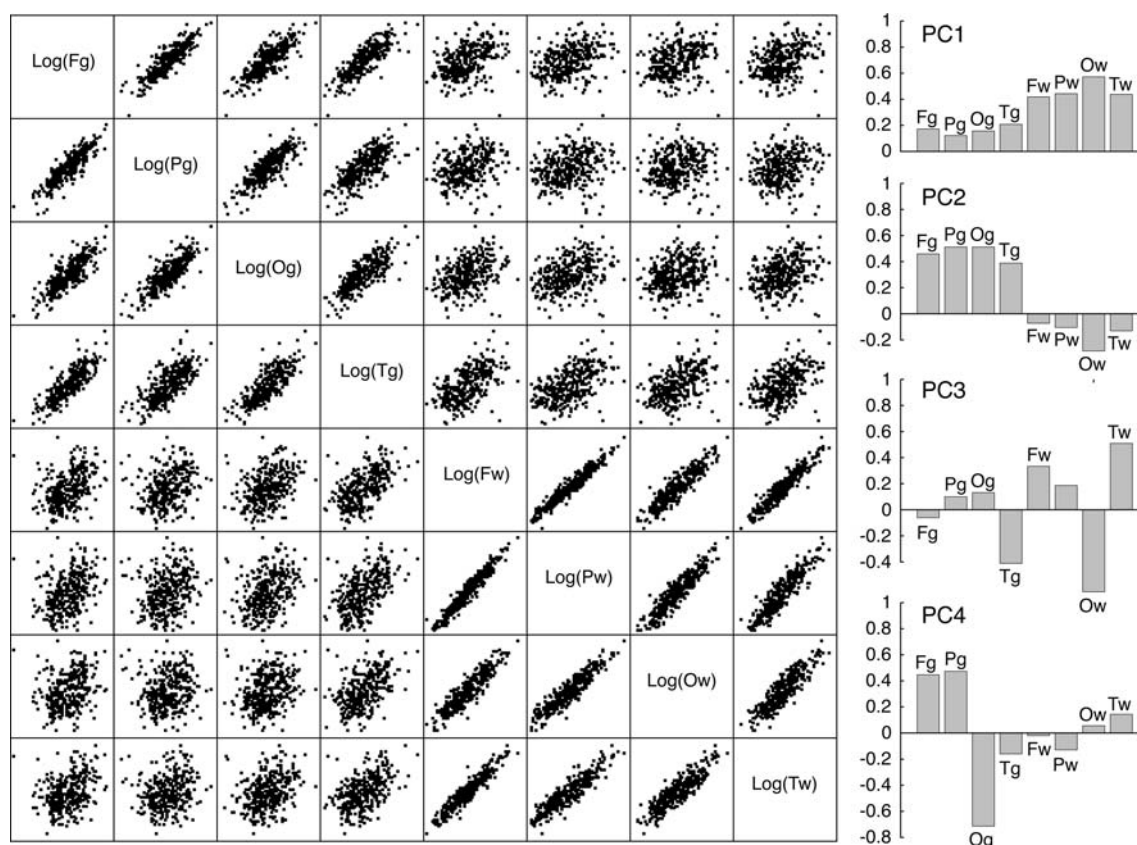 Log(Fg)
Log(Pg)
Log(Og)
Log(Tg)
Log(Fw)
Log(Pw)
Log(Ow)
Log(Tw)
PC1
1
0.8
0.6
0.4
0.2
0
Fg Pg Og Tg Fw Pw Ow Tw
PC2
1
0.8
0.6
0.4
0
-0.2
Fg Pg Og Tg Fw Pw Ow Tw
PC3
1
0.8
0.6
0.4
0.2
0
-0.2
-0.4
Fg Pg Og Tg Fw Ow Tw
PC4
1
0.8
0.6
0.4
0.2
0
-0.2
-0.4
-0.6
-0.8
Fg Pg Og Tg Fw Pw Ow Tw